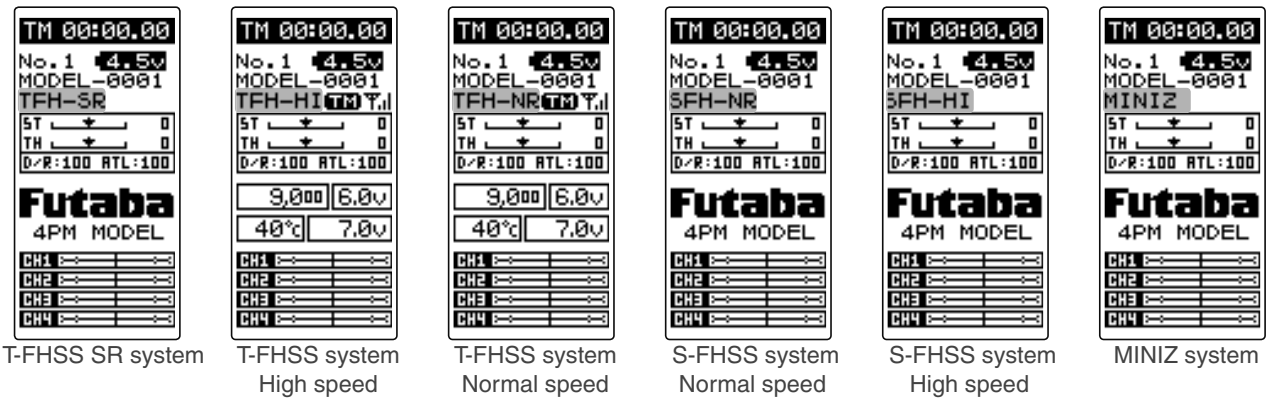 TM 00:00.00
No.1 4.5v
MODEL-0001
TFH-SR
ST 0
TH 0
D/R:100 ATL:100
Futaba
4PM MODEL
CH1
CH2
CH3
CH4
T-FHSS SR system
TM 00:00.00
No.1 4.5v
MODEL-0001
TFH-HI TM
ST 0
TH 0
D/R:100 ATL:100
9,000 6.0v
40℃ 7.0v
CH1
CH2
CH3
CH4
T-FHSS system
High speed
TM 00:00.00
No.1 4.5v
MODEL-0001
TFH-NR TM
ST 0
TH 0
D/R:100 ATL:100
9,000 6.0v
40℃ 7.0v
CH1
CH2
CH3
CH4
T-FHSS system
Normal speed
TM 00:00.00
No.1 4.5v
MODEL-0001
SFH-NR
ST 0
TH 0
D/R:100 ATL:100
Futaba
4PM MODEL
CH1
CH2
CH3
CH4
S-FHSS system
Normal speed
TM 00:00.00
No.1 4.5v
MODEL-0001
SFH-HI
ST 0
TH 0
D/R:100 ATL:100
Futaba
4PM MODEL
CH1
CH2
CH3
CH4
S-FHSS system
High speed
TM 00:00.00
No.1 4.5v
MODEL-0001
MINIZ
ST 0
TH 0
D/R:100 ATL:100
Futaba
4PM MODEL
CH1
CH2
CH3
CH4
MINIZ system